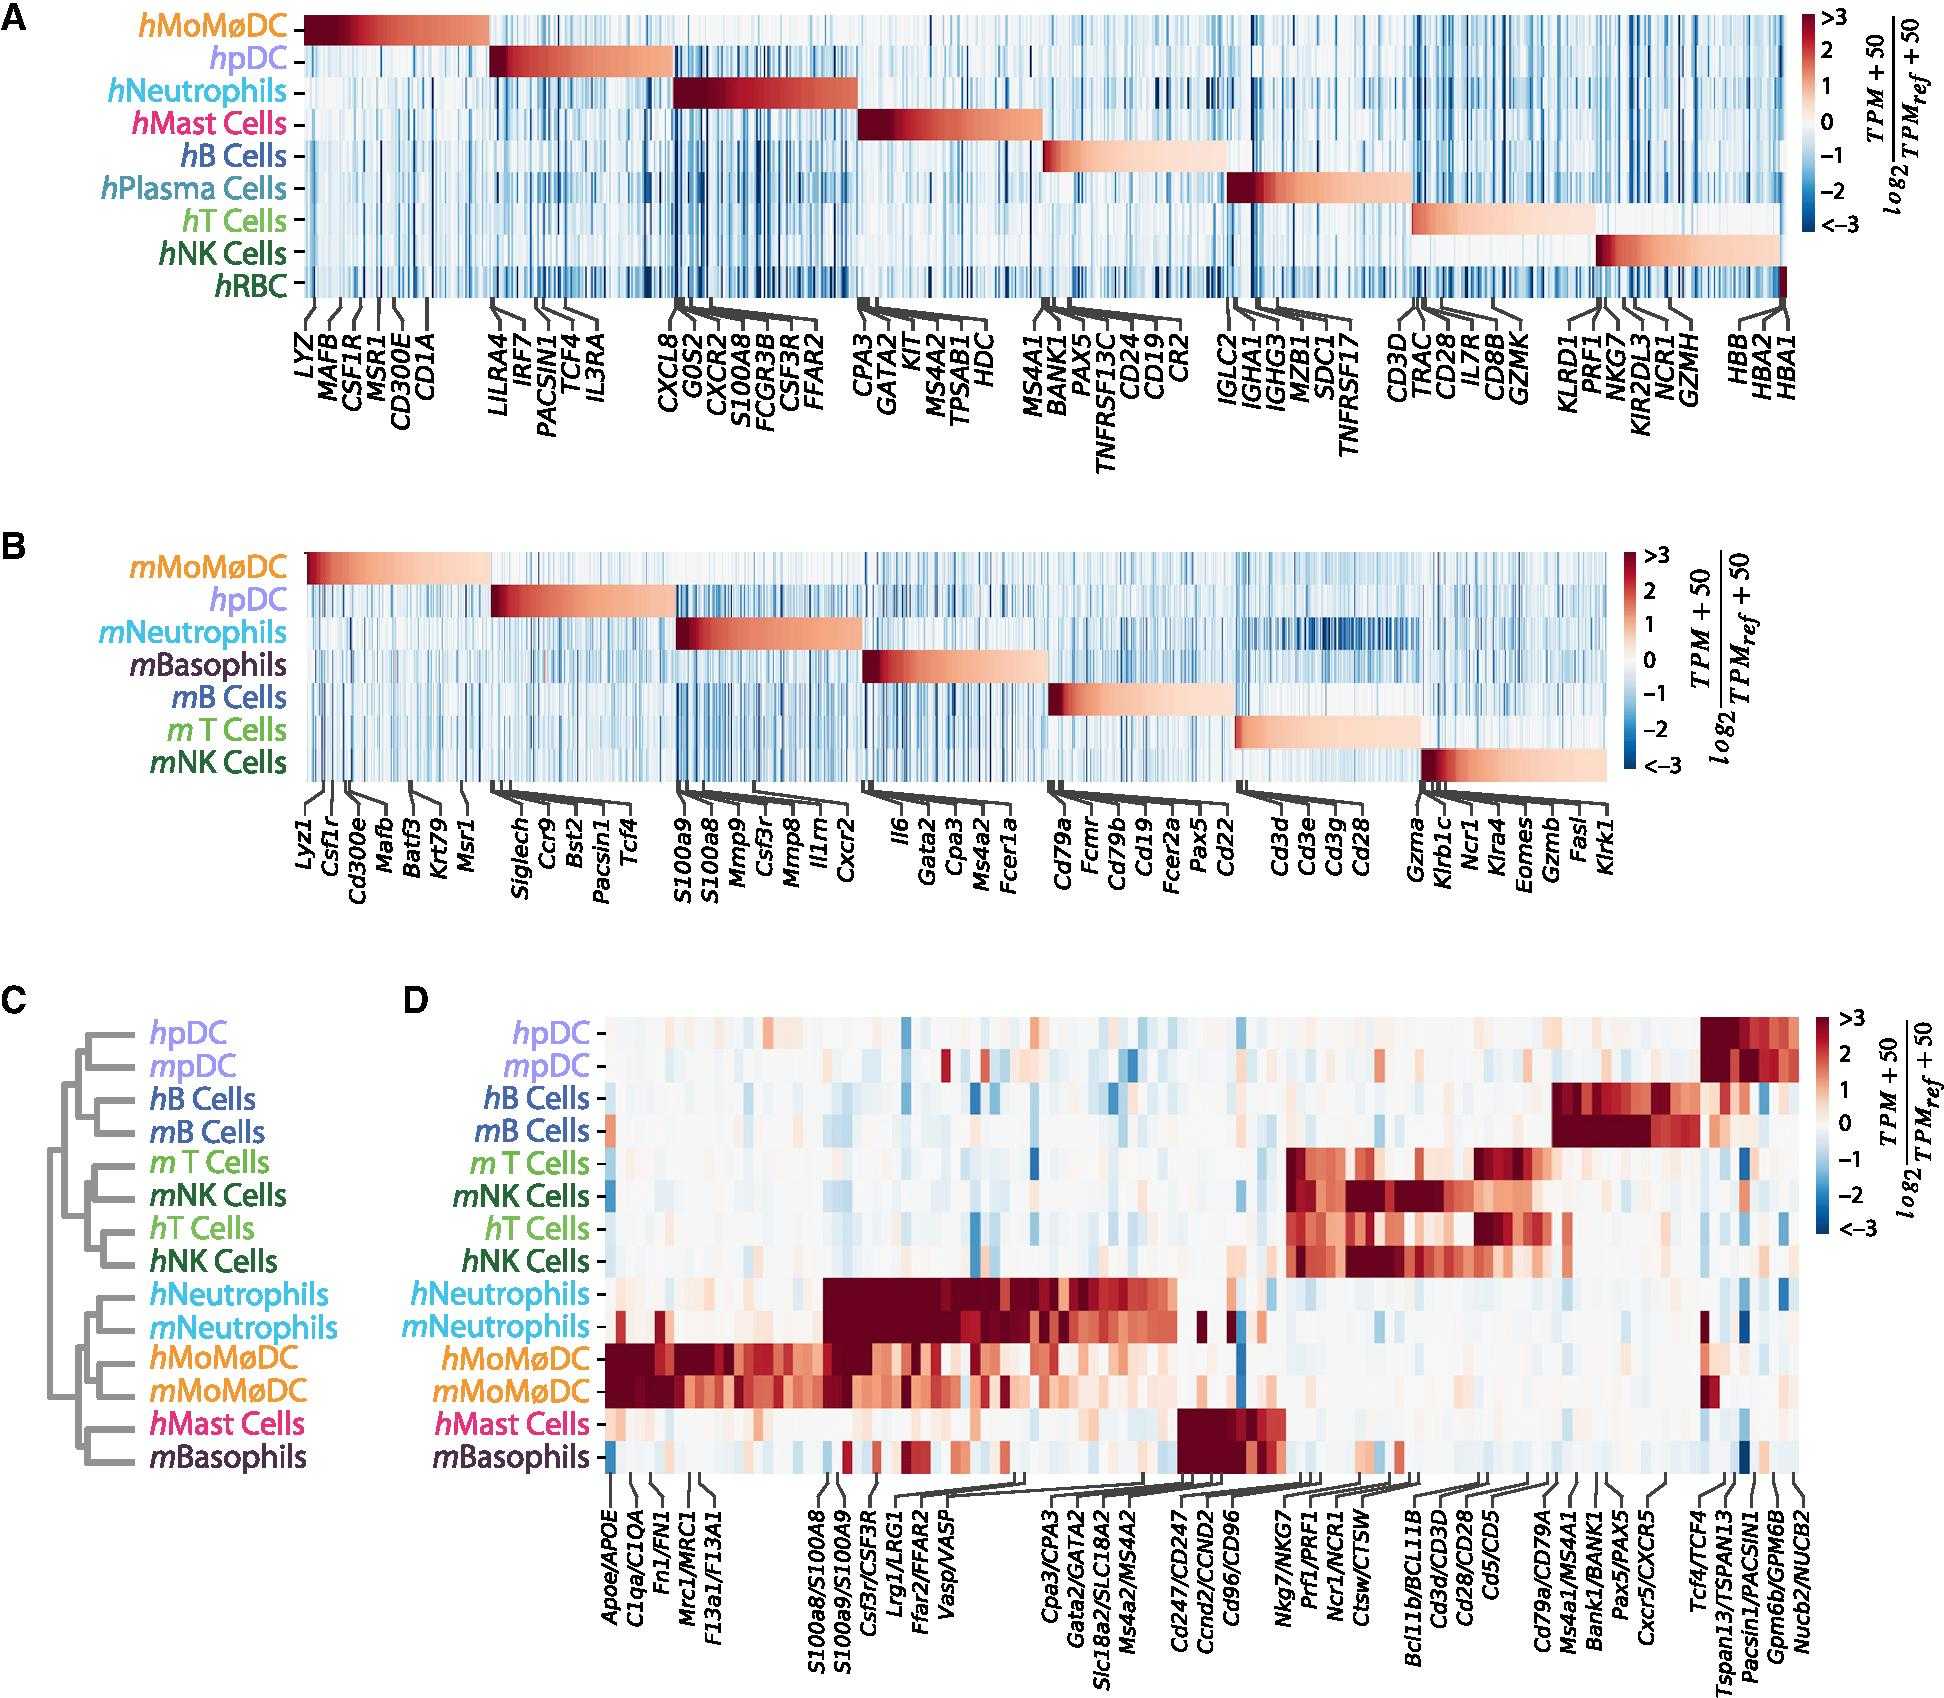 A
hMoMøDC
hpDC
hNeutrophils
hMast Cells
hB Cells
hPlasma Cells
hT Cells
hNK Cells
hRBC
LYZ
MAFB
CSF1R
MSR1
CD300E
CD1A
LILRA4
IRF7
PACSIN1
TCF4
IL3RA
CXCL8
G0S2
CXCR2
S100A8
FCGR3B
CSF3R
FFAR2
CPA3
GATA2
KIT
MS4A2
TPSAB1
HDC
MS4A1
BANK1
PAX5
TNFRSF13C
CD24
CD19
CR2
IGLC2
IGHA1
IGHG3
MZB1
SDC1
TNFRSF17
CD3D
TRAC
CD28
IL7R
CD8B
GZMK
KLRD1
PRF1
NKG7
KIR2DL3
NCR1
GZMH
HBB
HBA2
HBA1
>3
2
1
0
−1
−2
<−3
log2 TPM + 50 / TPMref + 50
B
mMoMøDC
hpDC
mNeutrophils
mBasophils
mB Cells
m T Cells
mNK Cells
Lyz1
Csf1r
Cd300e
Mafb
Batf3
Krt79
Msr1
Siglech
Ccr9
Bst2
Pacsin1
Tcf4
S100a9
S100a8
Mmp9
Csf3r
Mmp8
Il1rn
Cxcr2
Il6
Gata2
Cpa3
Ms4a2
Fcer1a
Cd79a
Fcmr
Cd79b
Cd19
Fcer2a
Pax5
Cd22
Cd3d
Cd3e
Cd3g
Cd28
Gzma
Klrb1c
Ncr1
Klra4
Eomes
Gzmb
Fasl
Klrk1
>3
2
1
0
−1
−2
<−3
log2 TPM + 50 / TPMref + 50
C
hpDC
mpDC
hB Cells
mB Cells
m T Cells
mNK Cells
hT Cells
hNK Cells
hNeutrophils
mNeutrophils
hMoMøDC
mMoMøDC
hMast Cells
mBasophils
D
hpDC
mpDC
hB Cells
mB Cells
m T Cells
mNK Cells
hT Cells
hNK Cells
hNeutrophils
mNeutrophils
hMoMøDC
mMoMøDC
hMast Cells
mBasophils
Apoe/APOE
C1qa/C1QA
Fn1/FN1
Mrc1/MRC1
F13a1/F13A1
S100a8/S100A8
S100a9/S100A9
Csf3r/CSF3R
Lrg1/LRG1
Ffar2/FFAR2
Vasp/VASP
Cpa3/CPA3
Gata2/GATA2
Slc18a2/SLC18A2
Ms4a2/MS4A2
Cd247/CD247
Ccnd2/CCND2
Cd96/CD96
Nkg7/NKG7
Prf1/PRF1
Ncr1/NCR1
Ctsw/CTSW
Bcl11b/BCL11B
Cd3d/CD3D
Cd28/CD28
Cd5/CD5
Cd79a/CD79A
Ms4a1/MS4A1
Bank1/BANK1
Pax5/PAX5
Cxcr5/CXCR5
Tcf4/TCF4
Tspan13/TSPAN13
Pacsin1/PACSIN1
Gpm6b/GPM6B
Nucb2/NUCB2
>3
2
1
0
−1
−2
<−3
log2 TPM + 50 / TPMref + 50